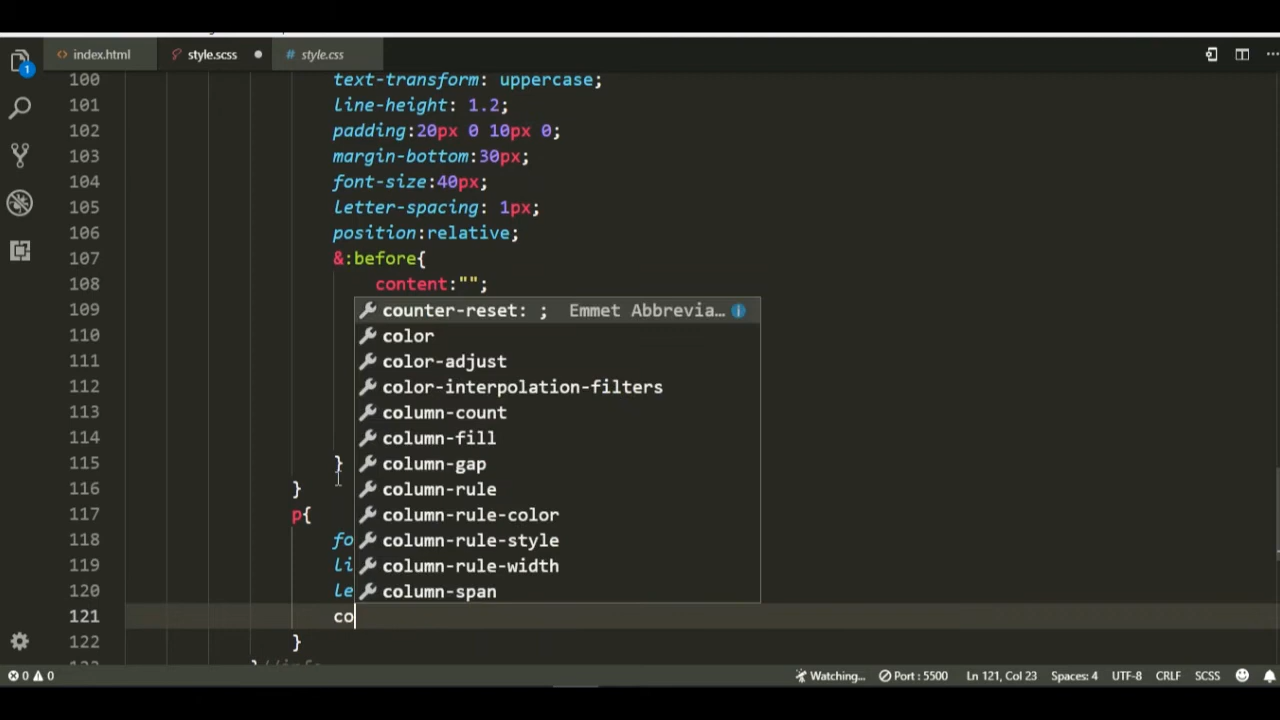 index.html
style.scss
style.css
1
100 text-transform: uppercase;
101 line-height: 1.2;
102 padding:20px 0 10px 0;
103 margin-bottom:30px;
104 font-size:40px;
105 letter-spacing: 1px;
106 position:relative;
107 &:before{
108 content:"";
109 counter-reset: ; Emmet Abbrevia…
110 color
111 color-adjust
112 color-interpolation-filters
113 column-count
114 column-fill
115 } column-gap
116 } column-rule
117 p{ column-rule-color
118 fo column-rule-style
119 li column-rule-width
120 le column-span
121 co
122 }
0 0 Watching... Port : 5500 Ln 121, Col 23 Spaces: 4 UTF-8 CRLF SCSS